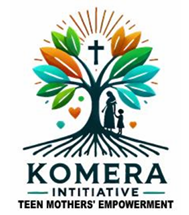 KOMERA
INTITIATIVE
TEEN MOTHERS' EMPOWERMENT